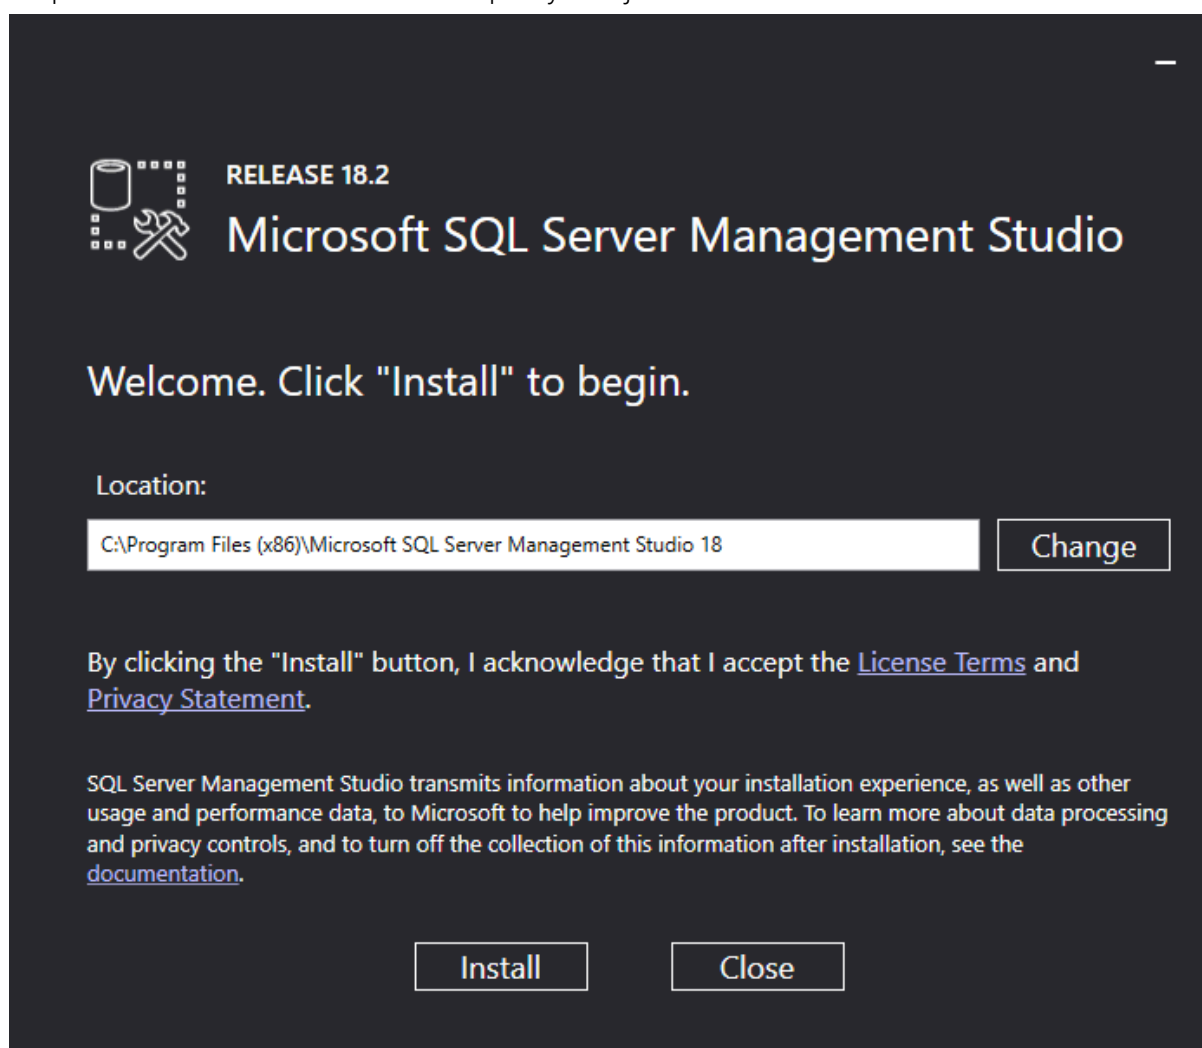 RELEASE 18.2
Microsoft SQL Server Management Studio
Welcome. Click "Install" to begin.
Location:
C:\Program Files (x86)\Microsoft SQL Server Management Studio 18
Change
By clicking the "Install" button, I acknowledge that I accept the License Terms and
Privacy Statement.
SQL Server Management Studio transmits information about your installation experience, as well as other
usage and performance data, to Microsoft to help improve the product. To learn more about data processing
and privacy controls, and to turn off the collection of this information after installation, see the
documentation.
Install
Close